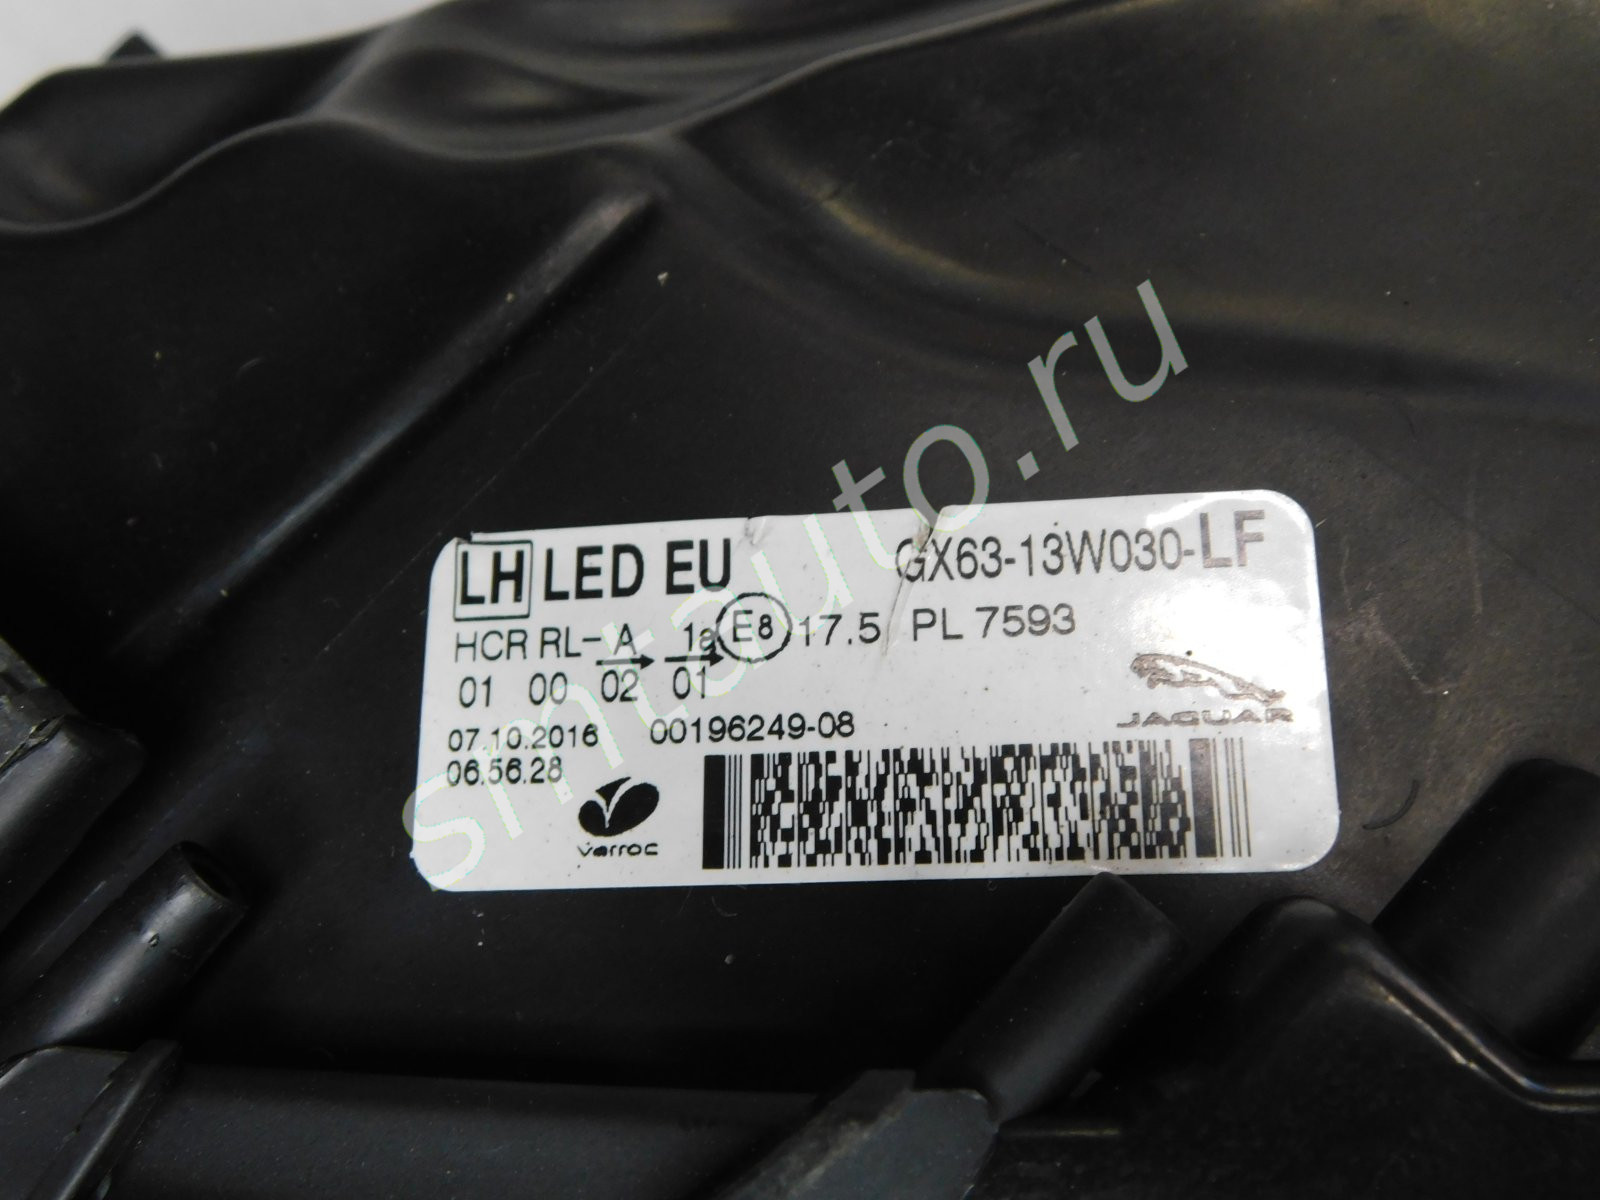 LH LED EU GX63-13W030-LF
HCR RL- A 1a E8 17.5 PL 7593
01 00 02 01
JAGUAR
07.10.2016 00196249-08
06.56.28
varroc
smtauto.ru